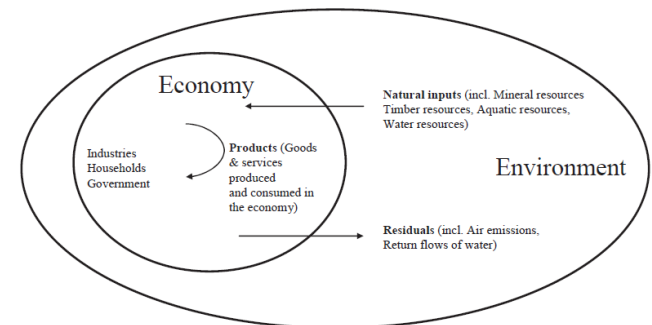 Economy
Natural inputs (incl. Mineral resources
Timber resources, Aquatic resources,
Water resources)
Industries
Households
Government
Products (Goods
& services
produced
and consumed in
the economy)
Environment
Residuals (incl. Air emissions,
Return flows of water)